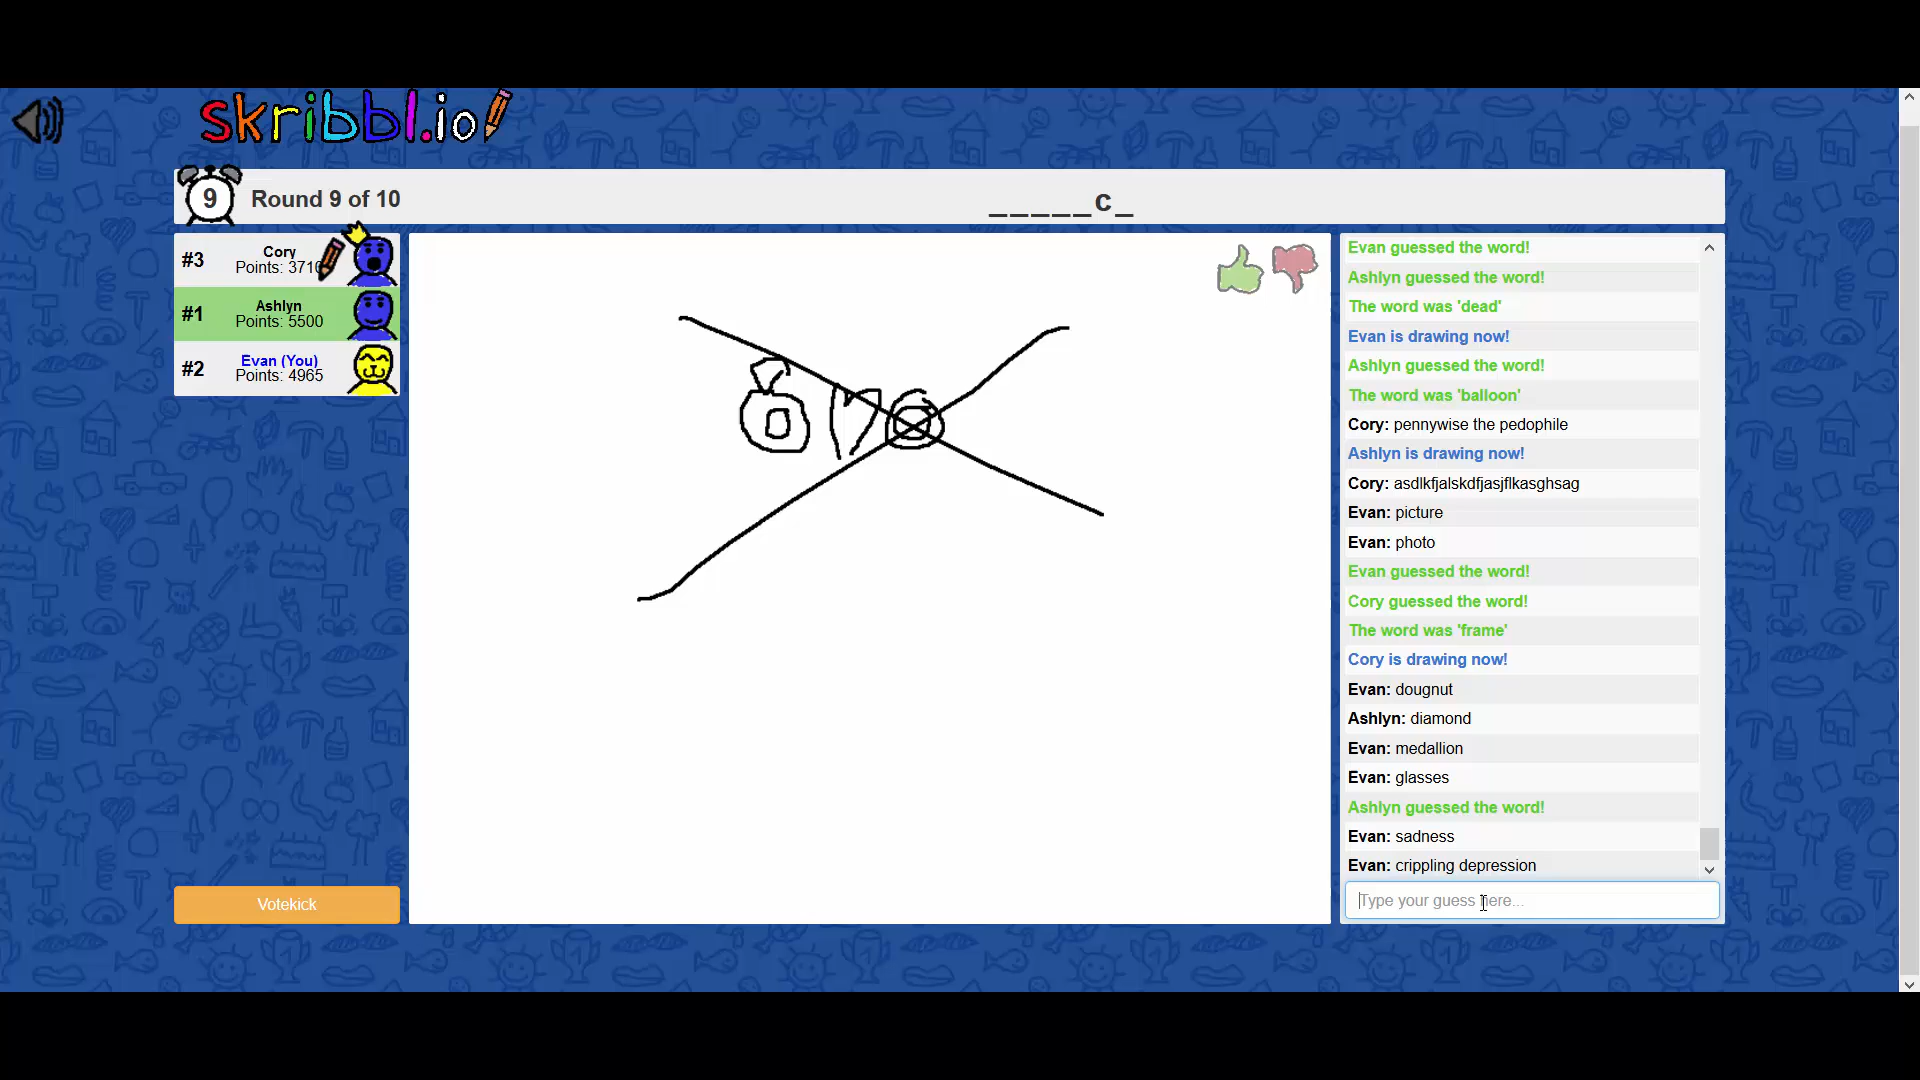 skribbl.io
9
Round 9 of 10
_ _ _ _ _ c _
#3
Cory
Points: 3710
#1
Ashlyn
Points: 5500
#2
Evan (You)
Points: 4965
Votekick
Evan guessed the word!
Ashlyn guessed the word!
The word was 'dead'
Evan is drawing now!
Ashlyn guessed the word!
The word was 'balloon'
Cory: pennywise the pedophile
Ashlyn is drawing now!
Cory: asdlkfjalskdfjasjflkasghsag
Evan: picture
Evan: photo
Evan guessed the word!
Cory guessed the word!
The word was 'frame'
Cory is drawing now!
Evan: dougnut
Ashlyn: diamond
Evan: medallion
Evan: glasses
Ashlyn guessed the word!
Evan: sadness
Evan: crippling depression
Type your guess here...